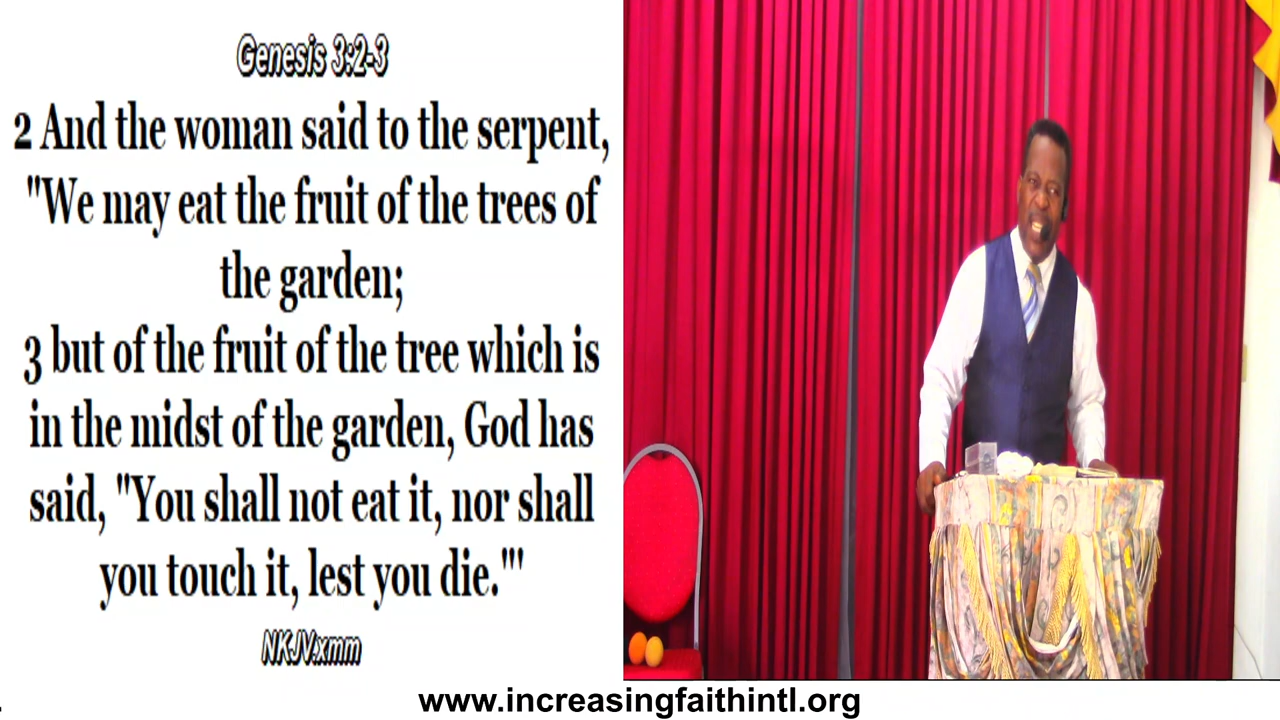 Genesis 3:2-3
2 And the woman said to the serpent,
"We may eat the fruit of the trees of
the garden;
3 but of the fruit of the tree which is
in the midst of the garden, God has
said, "You shall not eat it, nor shall
you touch it, lest you die."'
NKJV.xmm
www.increasingfaithintl.org